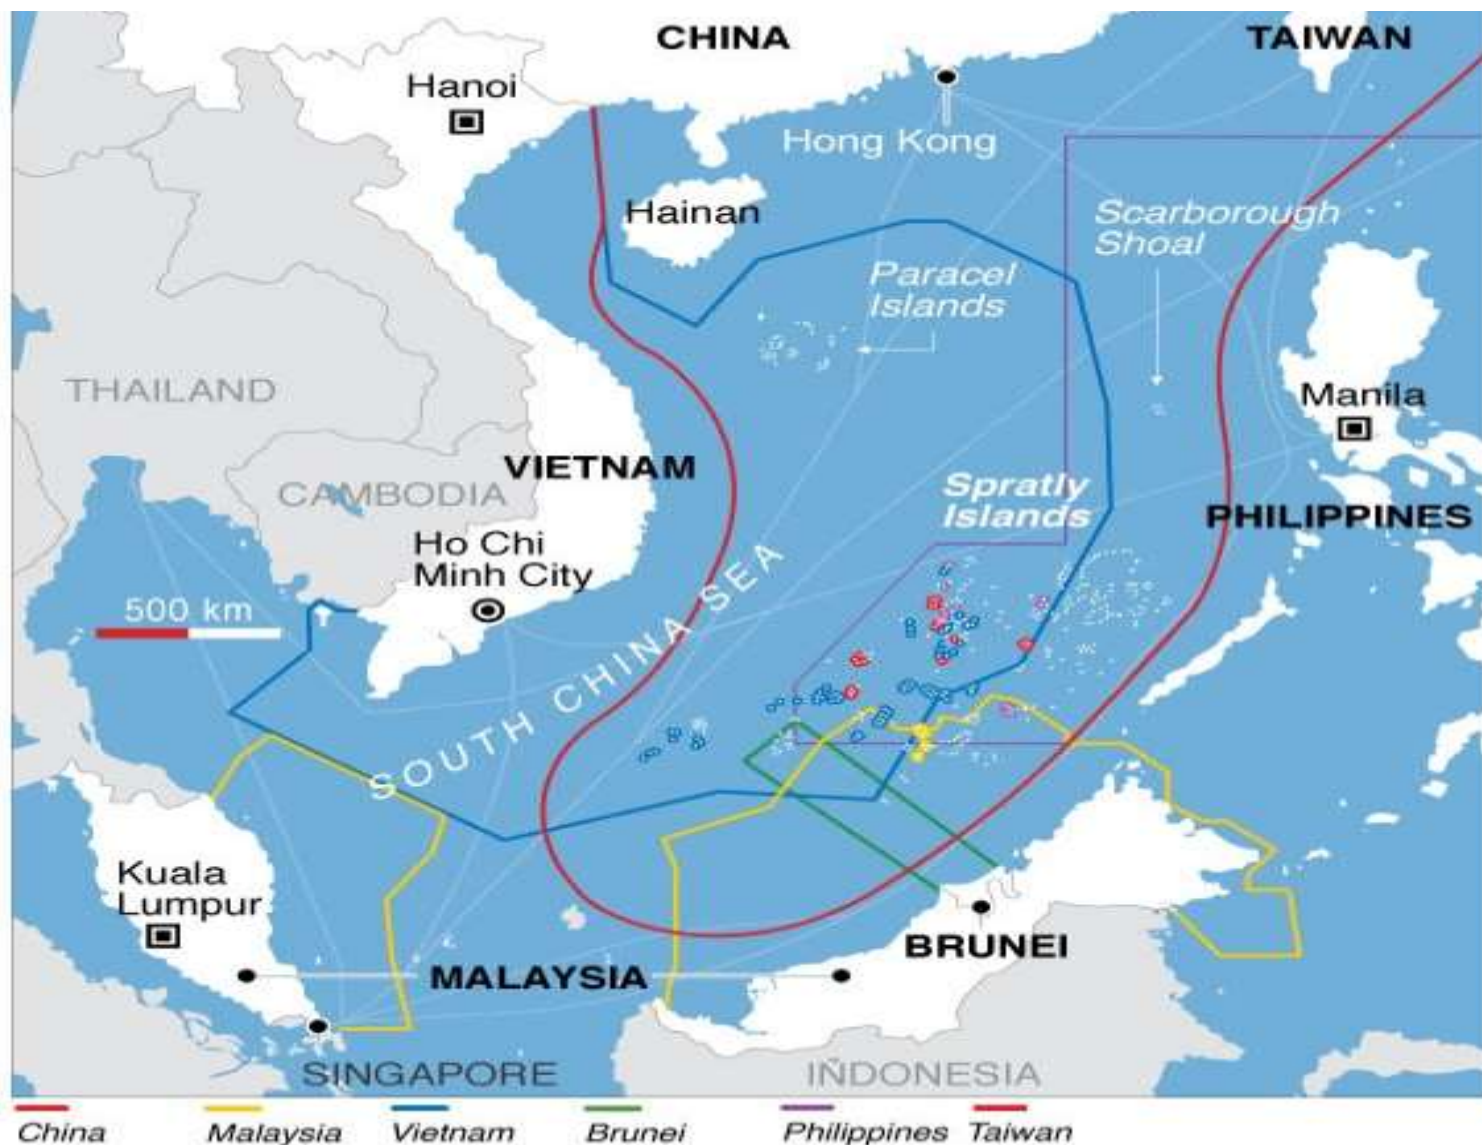 CHINA
TAIWAN
Hanoi
Hong Kong
Hainan
Scarborough
Shoal
Paracel
Islands
THAILAND
Manila
VIETNAM
CAMBODIA
Spratly
Islands
PHILIPPINES
Ho Chi
Minh City
500 km
SOUTH CHINA SEA
Kuala
Lumpur
BRUNEI
MALAYSIA
SINGAPORE
INDONESIA
China
Malaysia
Vietnam
Brunei
Philippines
Taiwan